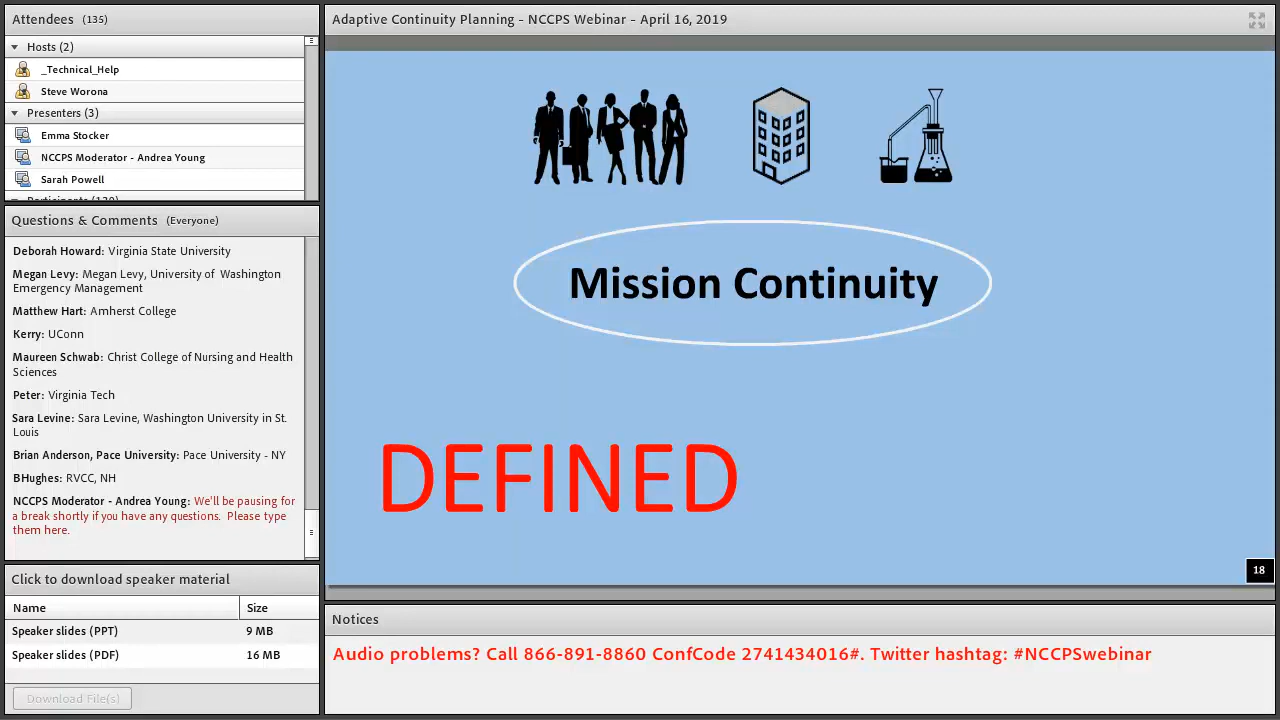 Attendees (135)
Hosts (2)
_Technical_Help
Steve Worona
Presenters (3)
Emma Stocker
NCCPS Moderator - Andrea Young
Sarah Powell
Participants (130)
Questions & Comments (Everyone)
Deborah Howard: Virginia State University
Megan Levy: Megan Levy, University of Washington
Emergency Management
Matthew Hart: Amherst College
Kerry: UConn
Maureen Schwab: Christ College of Nursing and Health
Sciences
Peter: Virginia Tech
Sara Levine: Sara Levine, Washington University in St.
Louis
Brian Anderson, Pace University: Pace University - NY
BHughes: RVCC, NH
NCCPS Moderator - Andrea Young: We'll be pausing for
a break shortly if you have any questions. Please type
them here.
Click to download speaker material
Name Size
Speaker slides (PPT) 9 MB
Speaker slides (PDF) 16 MB
Download File(s)
Adaptive Continuity Planning - NCCPS Webinar - April 16, 2019
Mission Continuity
DEFINED
18
Notices
Audio problems? Call 866-891-8860 ConfCode 2741434016#. Twitter hashtag: #NCCPSwebinar